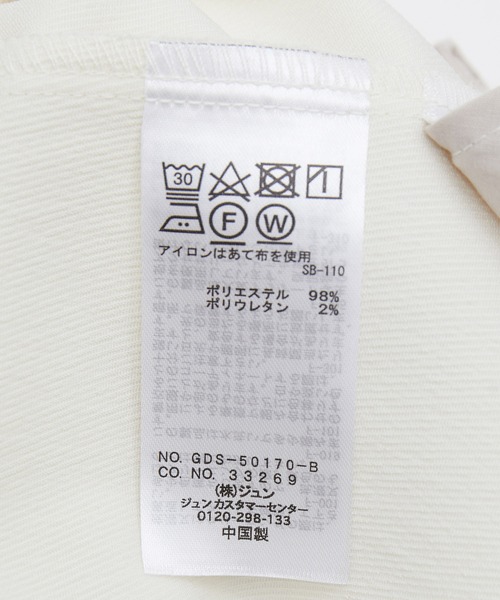 30
F W
アイロンはあて布を使用
SB-110
ポリエステル 98%
ポリウレタン 2%
NO. GDS-50170-B
CO. NO. 33269
(株)ジュン
ジュンカスタマーセンター
0120-298-133
中国製